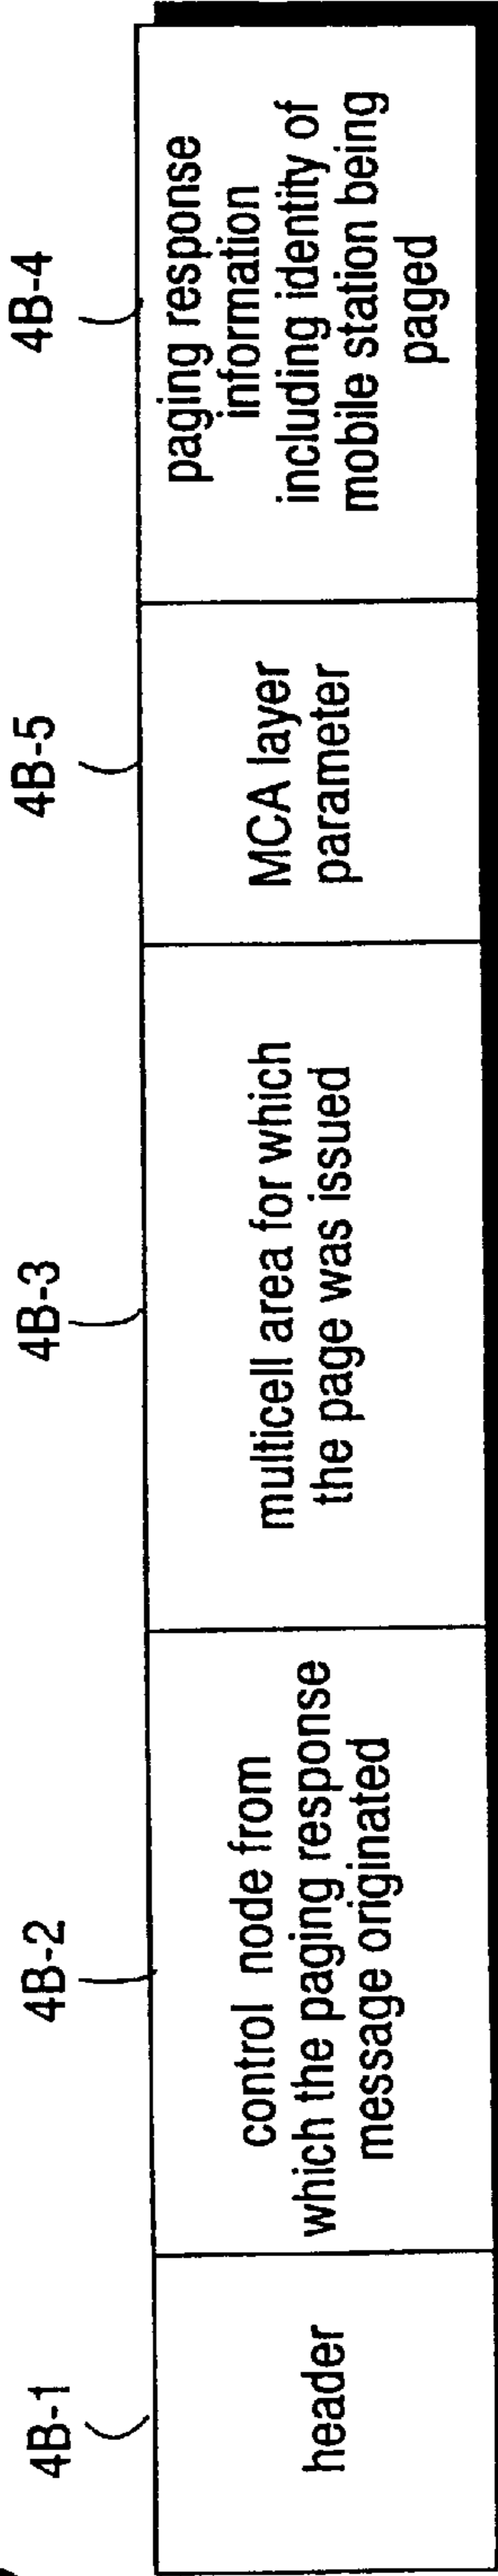 4B-1
header
4B-2
control node from
which the paging response
message originated
4B-3
multicell area for which
the page was issued
4B-5
MCA layer
parameter
4B-4
paging response
information
including identity of
mobile station being
paged